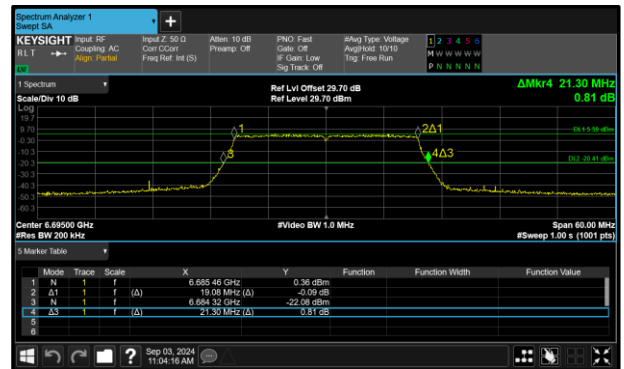 Spectrum Analyzer 1
Swept SA
KEYSIGHT Input: RF Input Z: 50 Ω Atten: 10 dB PNO: Fast #Avg Type: Voltage 1 2 3 4 5 6
RLT Coupling: AC Corr CCorr Preamp: Off Gate: Off Avg|Hold: 10/10 M W W W W W
Align: Partial Freq Ref: Int (S) IF Gain: Low Trig: Free Run
Sig Track: Off P N N N N N
1 Spectrum ΔMkr4 21.30 MHz
Ref Lvl Offset 29.70 dB
Scale/Div 10 dB Ref Level 29.70 dBm 0.81 dB
Log
19.7
9.70 1 2Δ1 DL1 5.59 dBm
-0.30
-10.3 3 4Δ3
-20.3 DL2 -20.41 dBm
-30.3
-40.3
-50.3
-60.3
Center 6.69500 GHz #Video BW 1.0 MHz Span 60.00 MHz
#Res BW 200 kHz #Sweep 1.00 s (1001 pts)
5 Marker Table
Mode Trace Scale X Y Function Function Width Function Value
1 N 1 f 6.685 46 GHz 0.36 dBm
2 Δ1 1 f (Δ) 19.08 MHz (Δ) -0.09 dB
3 N 1 f 6.684 32 GHz -22.08 dBm
4 Δ3 1 f (Δ) 21.30 MHz (Δ) 0.81 dB
5
6
? Sep 03, 2024
11:04:16 AM